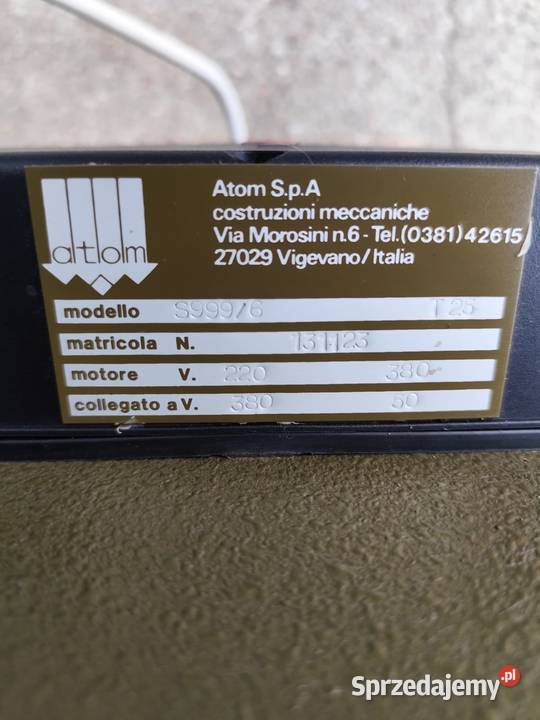 atom
Atom S.p.A
costruzioni meccaniche
Via Morosini n.6 - Tel.(0381)42615
27029 Vigevano/Italia
modello S999/6 T 25
matricola N. 131123
motore V. 220 380
collegato a V. 380 50
Sprzedajemy.pl